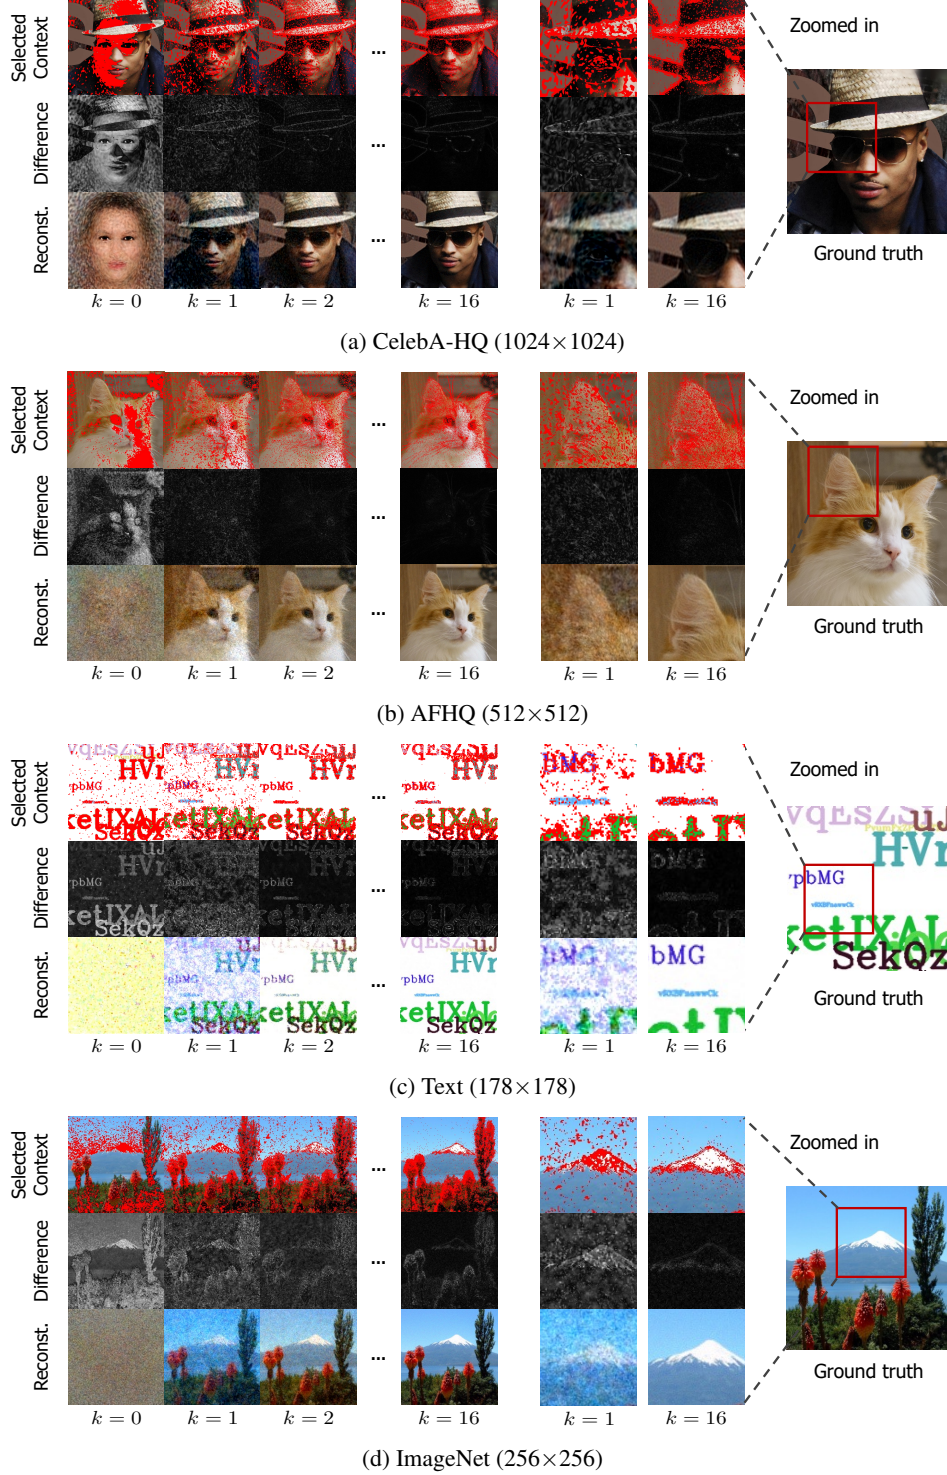 Selected Context
Difference
Reconst.
...
...
...
k = 0 k = 1 k = 2 k = 16 k = 1 k = 16
Zoomed in
Ground truth
(a) CelebA-HQ (1024×1024)
Selected Context
Difference
Reconst.
...
...
...
k = 0 k = 1 k = 2 k = 16 k = 1 k = 16
Zoomed in
Ground truth
(b) AFHQ (512×512)
Selected Context
Difference
Reconst.
...
...
...
k = 0 k = 1 k = 2 k = 16 k = 1 k = 16
Zoomed in
vqEsZSIJ
uJ
HVr
pbMG
ketIXAL
SekQz
Ground truth
(c) Text (178×178)
Selected Context
Difference
Reconst.
...
...
...
k = 0 k = 1 k = 2 k = 16 k = 1 k = 16
Zoomed in
Ground truth
(d) ImageNet (256×256)